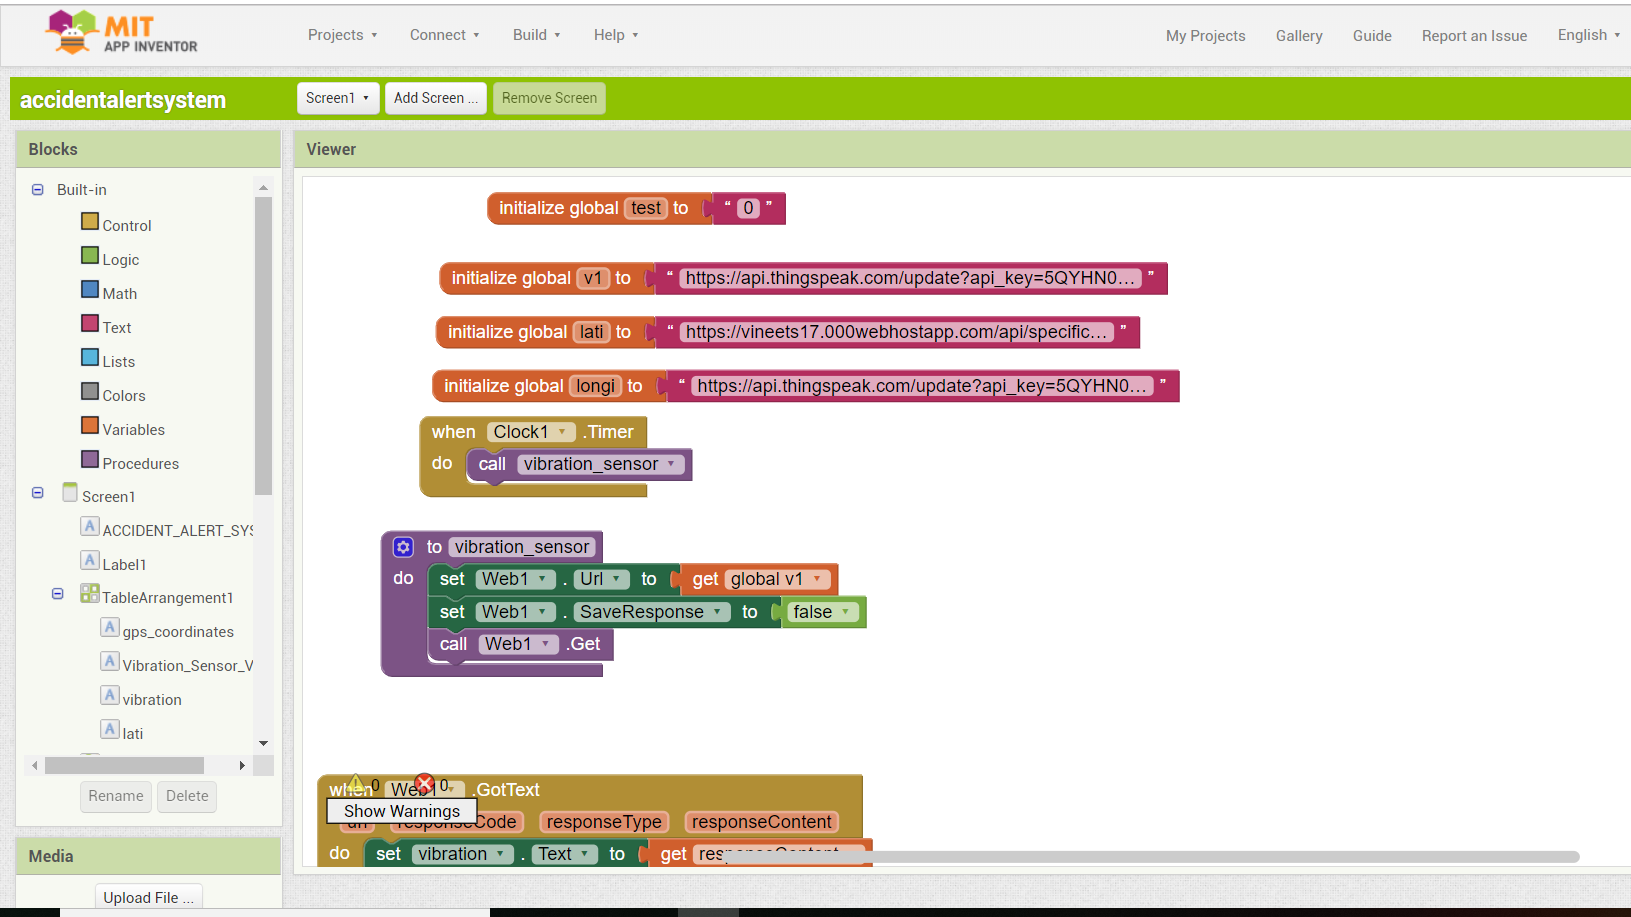 MIT
APP INVENTOR
Projects Connect Build Help My Projects Gallery Guide Report an Issue English
accidentalertsystem Screen1 Add Screen ... Remove Screen
Blocks
Built-in
Control
Logic
Math
Text
Lists
Colors
Variables
Procedures
Screen1
ACCIDENT_ALERT_SYS
Label1
TableArrangement1
gps_coordinates
Vibration_Sensor_V
vibration
lati
Rename Delete
Media
Upload File ...
Viewer
initialize global test to “ 0 ”
initialize global v1 to “ https://api.thingspeak.com/update?api_key=5QYHN0... ”
initialize global lati to “ https://vineets17.000webhostapp.com/api/specific... ”
initialize global longi to “ https://api.thingspeak.com/update?api_key=5QYHN0... ”
when Clock1 .Timer
do call vibration_sensor
to vibration_sensor
do set Web1 . Url to get global v1
set Web1 . SaveResponse to false
call Web1 .Get
when Web1 .GotText
0 0
Show Warnings
url responseCode responseType responseContent
do set vibration . Text to get responseContent